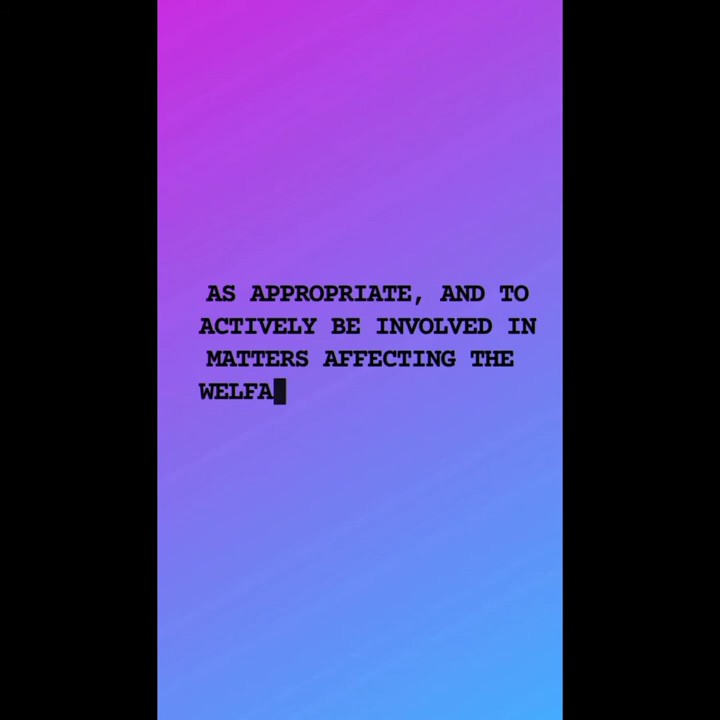 AS APPROPRIATE, AND TO
ACTIVELY BE INVOLVED IN
MATTERS AFFECTING THE
WELFA